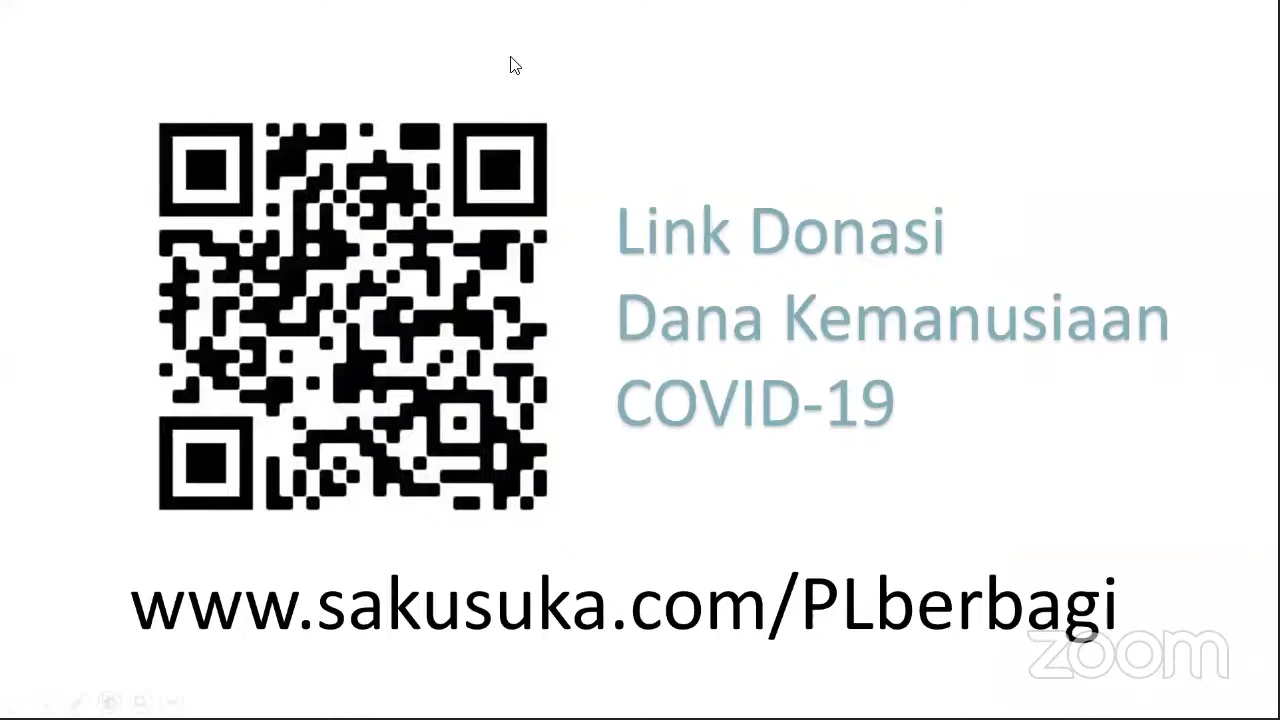 Link Donasi
Dana Kemanusiaan
COVID-19
www.sakusuka.com/PLberbagi
zoom